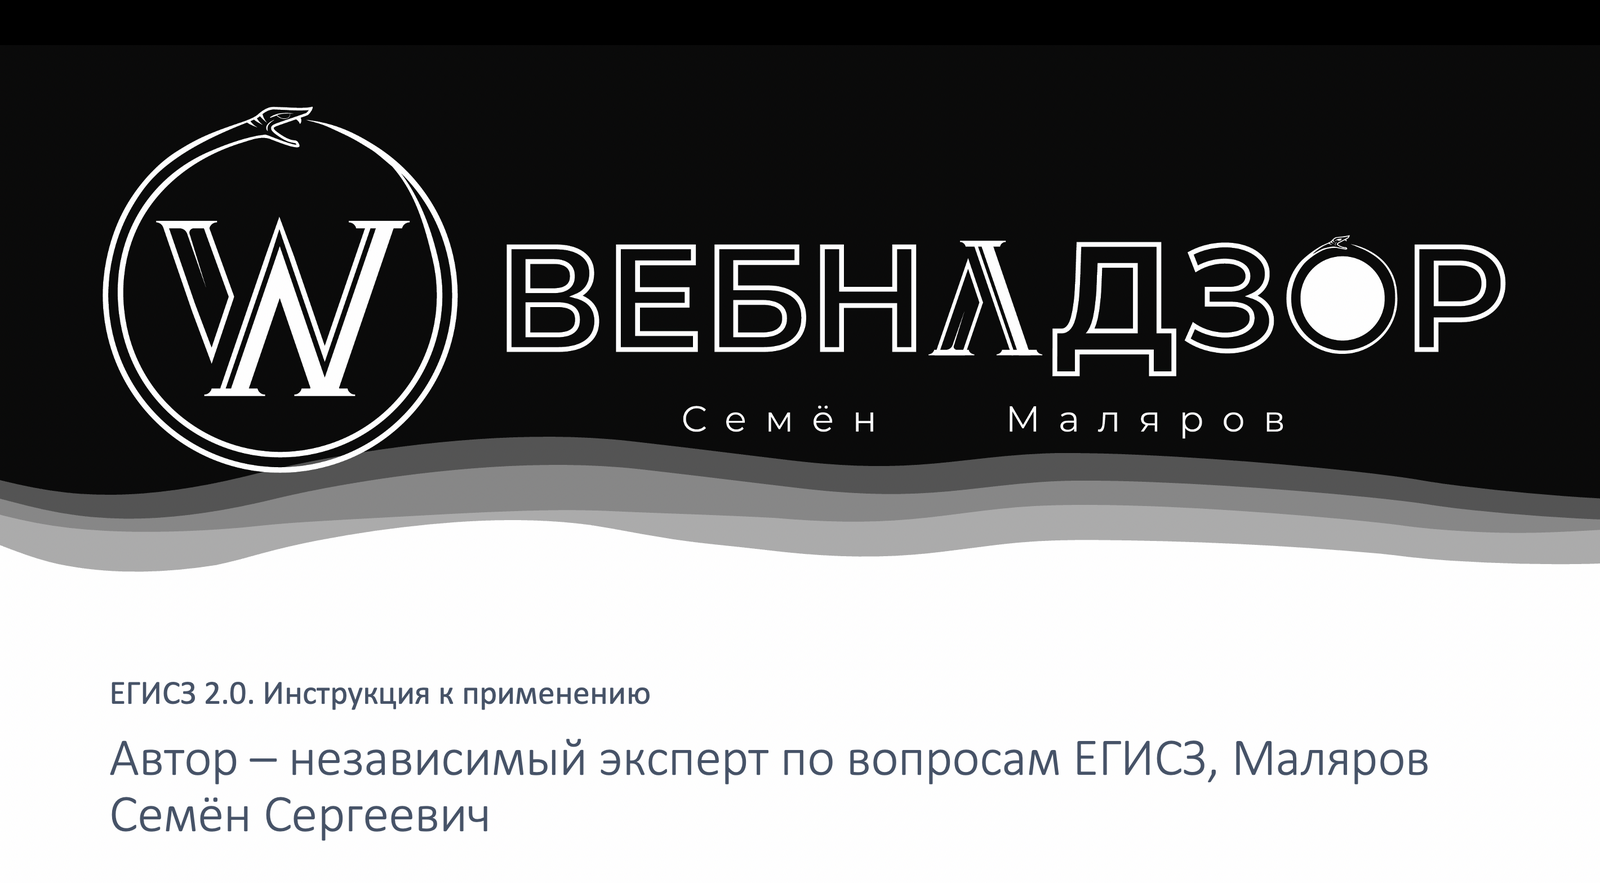 W
ВЕБНАДЗОР
Семён Маляров
ЕГИСЗ 2.0. Инструкция к применению
Автор – независимый эксперт по вопросам ЕГИСЗ, Маляров
Семён Сергеевич